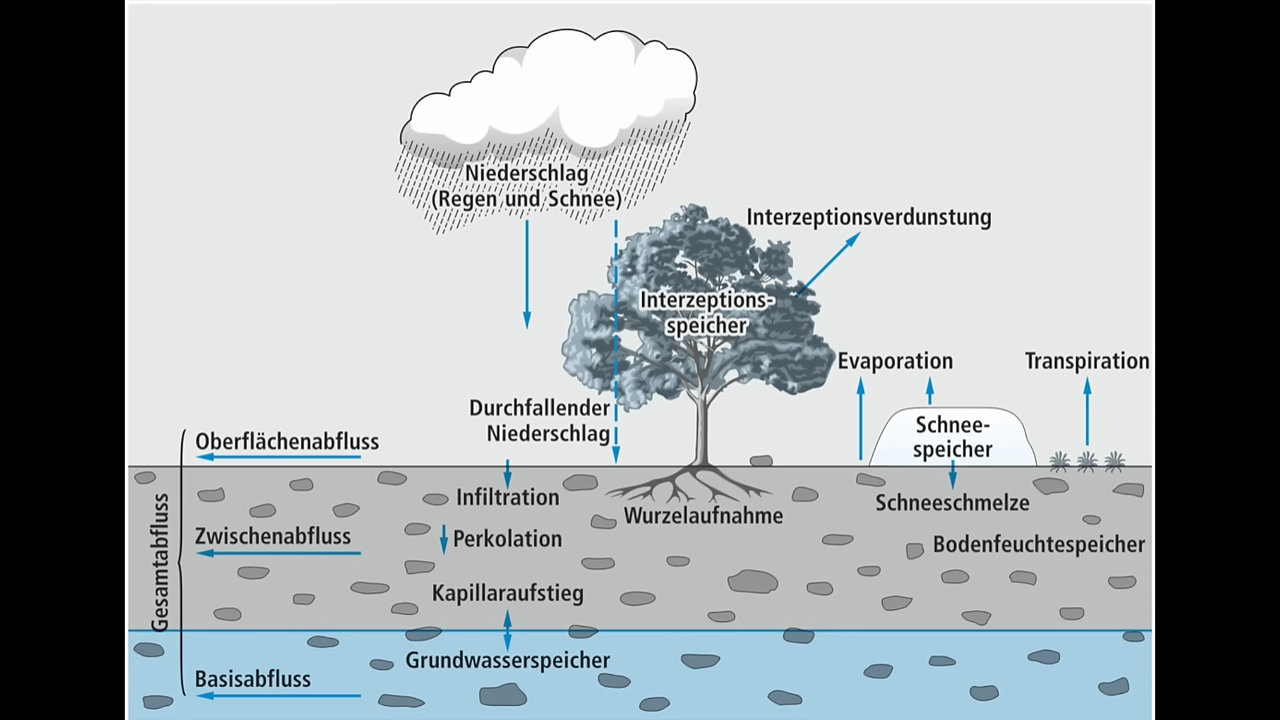 Niederschlag
(Regen und Schnee)
Interzeptionsverdunstung
Interzeptions-
speicher
Evaporation
Transpiration
Durchfallender
Niederschlag
Schnee-
speicher
Oberflächenabfluss
Infiltration
Wurzelaufnahme
Schneeschmelze
Zwischenabfluss
Perkolation
Bodenfeuchtespeicher
Gesamtabfluss
Kapillaraufstieg
Grundwasserspeicher
Basisabfluss